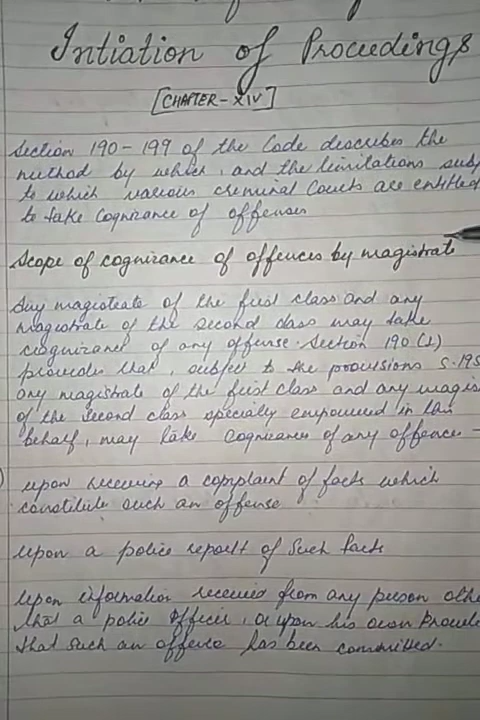 Intiation of Proceedings
[CHAPTER - XIV]
Section 190-199 of the Code describes the
method by which, and the limitations sub
to which various criminal Courts are entitled
to take Cognizance of offenses
Scope of cognizance of offences by magistrate
Any magistrate of the first class and any
magistrate of the second class may take
cognizance of any offense. Section 190(1)
provides that, subject to the provisions S.195
any magistrate of the first class and any magis
of the second class specially empowered in this
behalf, may take Cognizance of any offence -
upon receiving a complaint of facts which
constitute such an offense
Upon a police report of such facts
Upon information received from any person othe
that a police officer, or upon his own Knowle
that such an offence has been committed.